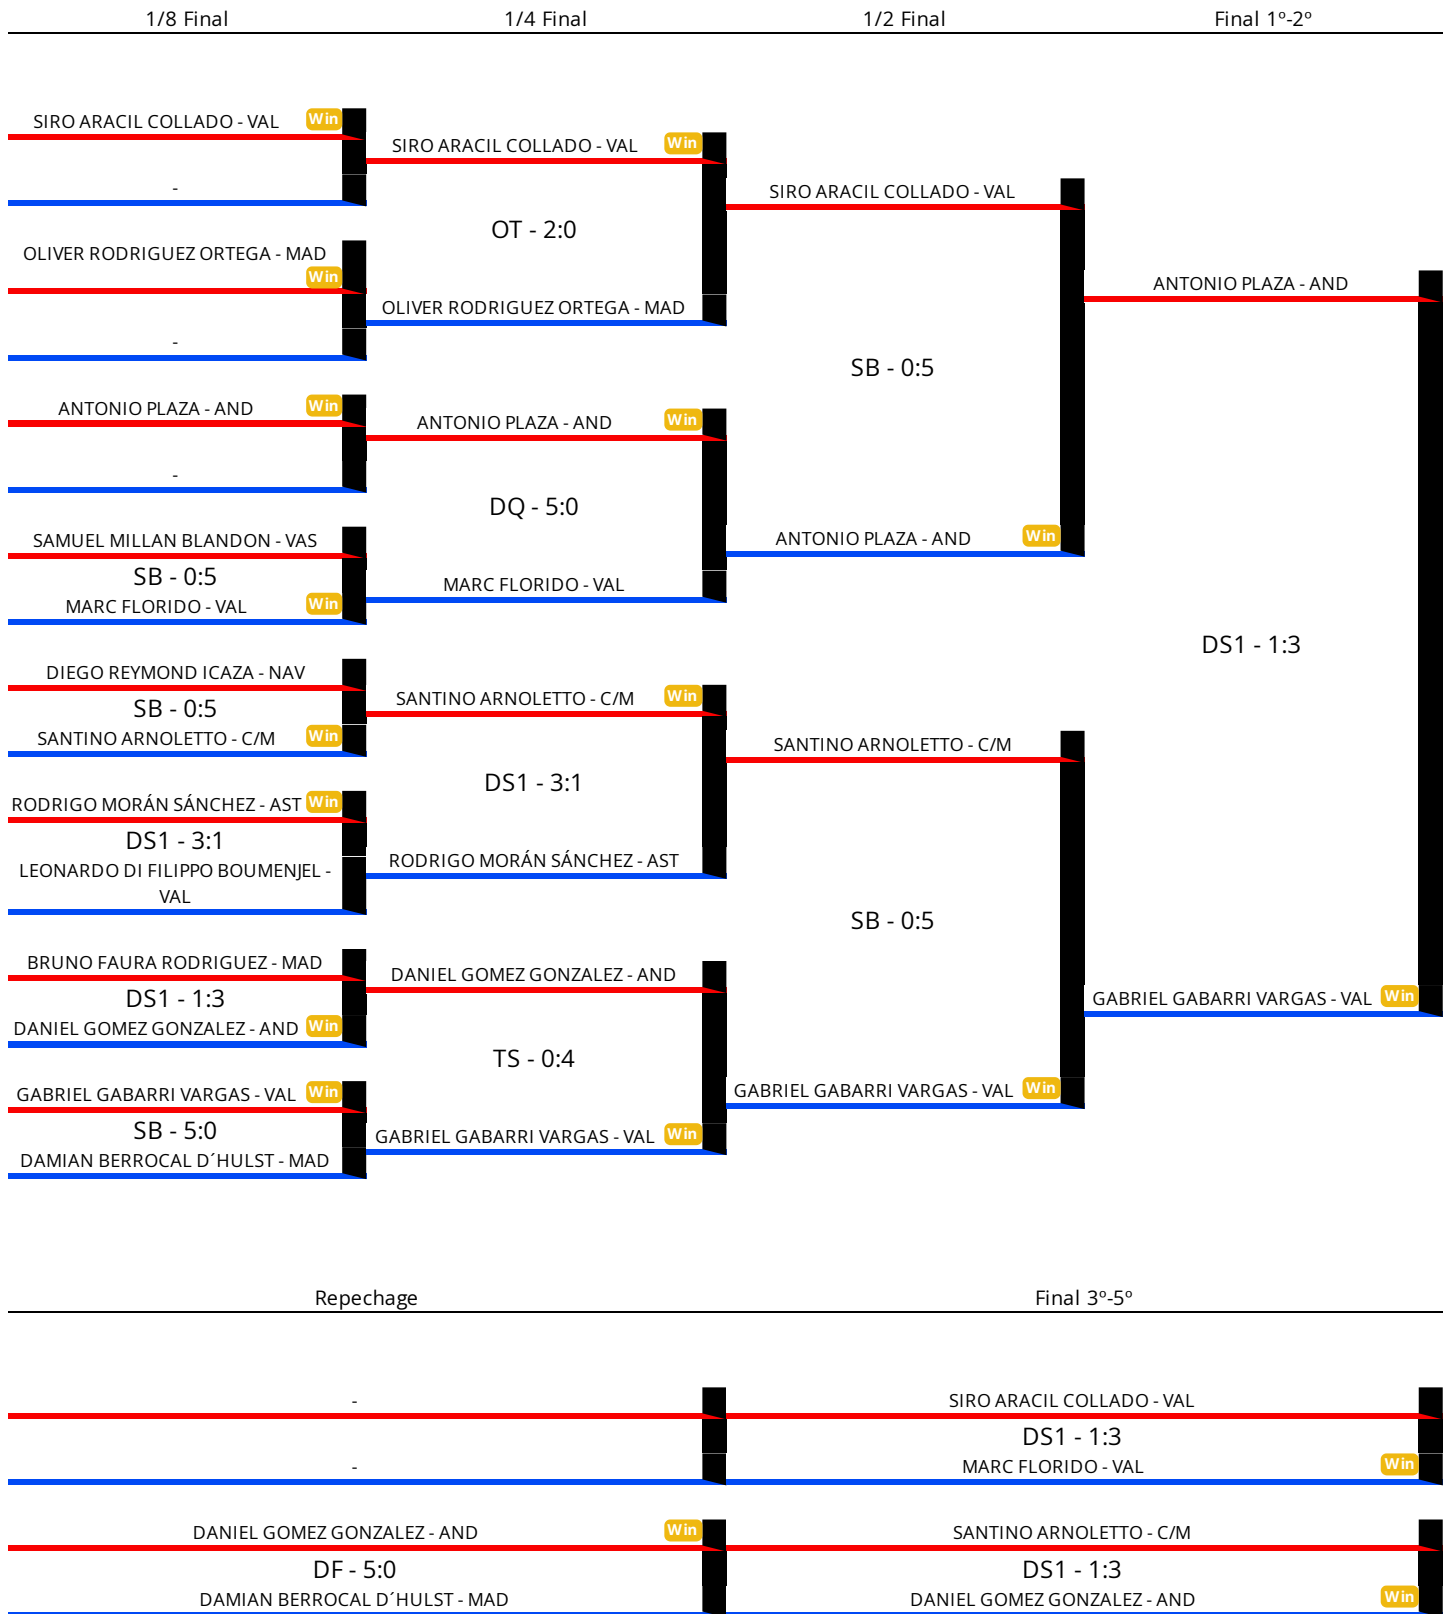 1/8 Final
1/4 Final
1/2 Final
Final 1º-2º
SIRO ARACIL COLLADO - VAL
Win
-
OLIVER RODRIGUEZ ORTEGA - MAD
Win
-
ANTONIO PLAZA - AND
Win
-
SAMUEL MILLAN BLANDON - VAS
SB - 0:5
MARC FLORIDO - VAL
Win
DIEGO REYMOND ICAZA - NAV
SB - 0:5
SANTINO ARNOLETTO - C/M
Win
RODRIGO MORÁN SÁNCHEZ - AST
Win
DS1 - 3:1
LEONARDO DI FILIPPO BOUMENJEL -
VAL
BRUNO FAURA RODRIGUEZ - MAD
DS1 - 1:3
DANIEL GOMEZ GONZALEZ - AND
Win
GABRIEL GABARRI VARGAS - VAL
Win
SB - 5:0
DAMIAN BERROCAL D´HULST - MAD
SIRO ARACIL COLLADO - VAL
Win
OT - 2:0
OLIVER RODRIGUEZ ORTEGA - MAD
ANTONIO PLAZA - AND
Win
DQ - 5:0
MARC FLORIDO - VAL
SANTINO ARNOLETTO - C/M
Win
DS1 - 3:1
RODRIGO MORÁN SÁNCHEZ - AST
DANIEL GOMEZ GONZALEZ - AND
TS - 0:4
GABRIEL GABARRI VARGAS - VAL
Win
SIRO ARACIL COLLADO - VAL
SB - 0:5
ANTONIO PLAZA - AND
Win
SANTINO ARNOLETTO - C/M
SB - 0:5
GABRIEL GABARRI VARGAS - VAL
Win
ANTONIO PLAZA - AND
DS1 - 1:3
GABRIEL GABARRI VARGAS - VAL
Win
Repechage
Final 3º-5º
-
-
DANIEL GOMEZ GONZALEZ - AND
Win
DF - 5:0
DAMIAN BERROCAL D´HULST - MAD
SIRO ARACIL COLLADO - VAL
DS1 - 1:3
MARC FLORIDO - VAL
Win
SANTINO ARNOLETTO - C/M
DS1 - 1:3
DANIEL GOMEZ GONZALEZ - AND
Win